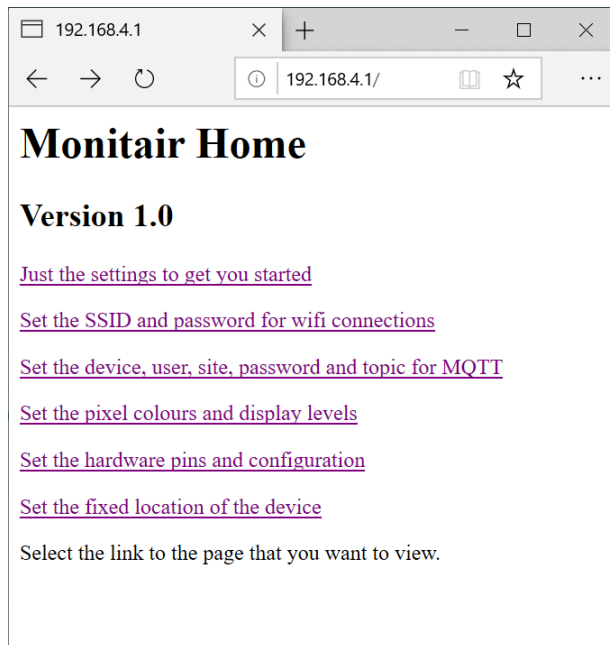 192.168.4.1
192.168.4.1/
Monitair Home
Version 1.0
Just the settings to get you started
Set the SSID and password for wifi connections
Set the device, user, site, password and topic for MQTT
Set the pixel colours and display levels
Set the hardware pins and configuration
Set the fixed location of the device
Select the link to the page that you want to view.